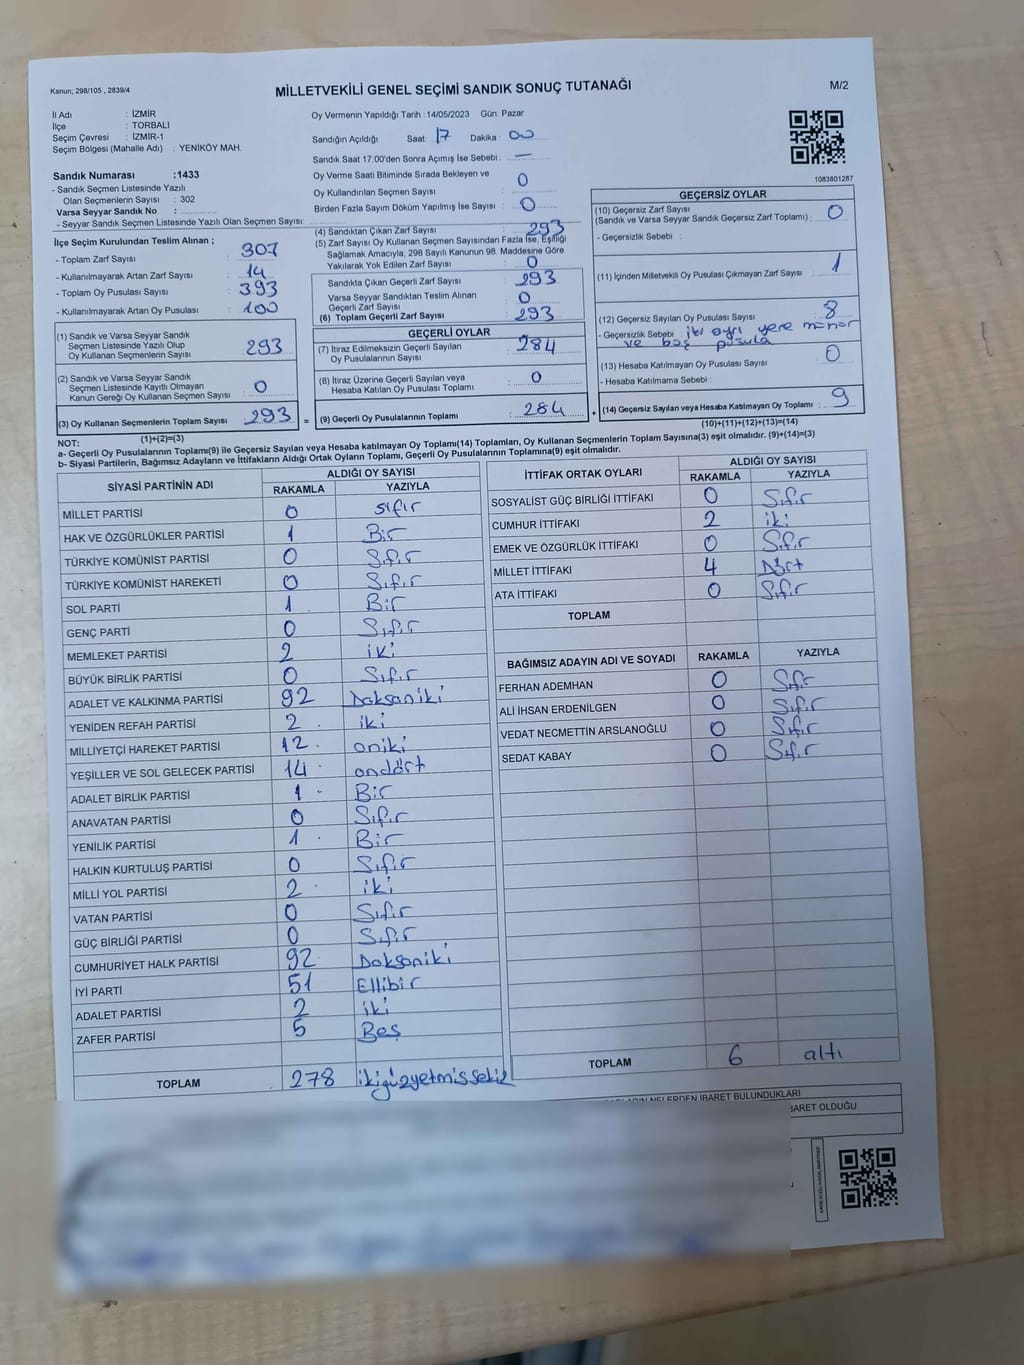 Kanun; 298/105 , 2839/4
MİLLETVEKİLİ GENEL SEÇİMİ SANDIK SONUÇ TUTANAĞI
M/2
İl Adı : İZMİR
İlçe : TORBALI
Seçim Çevresi : İZMİR-1
Seçim Bölgesi (Mahalle Adı) : YENİKÖY MAH.
Oy Vermenin Yapıldığı Tarih :14/05/2023 Gün: Pazar
Sandığın Açıldığı Saat: 17 Dakika : 00
Sandık Saat 17:00'den Sonra Açımış İse Sebebi : —
Oy Verme Saati Bitiminde Sırada Bekleyen ve
Oy Kullandırılan Seçmen Sayısı : 0
Birden Fazla Sayım Döküm Yapılmış İse Sayısı : 0
1083801287
Sandık Numarası :1433
- Sandık Seçmen Listesinde Yazılı
Olan Seçmenlerin Sayısı : 302
Varsa Seyyar Sandık No :
- Seyyar Sandık Seçmen Listesinde Yazılı Olan Seçmen Sayısı:
İlçe Seçim Kurulundan Teslim Alınan ;
- Toplam Zarf Sayısı : 307
- Kullanılmayarak Artan Zarf Sayısı : 14
- Toplam Oy Pusulası Sayısı : 393
- Kullanılmayarak Artan Oy Pusulası : 100
(1) Sandık ve Varsa Seyyar Sandık
Seçmen Listesinde Yazılı Olup
Oy Kullanan Seçmenlerin Sayısı : 293
(2) Sandık ve Varsa Seyyar Sandık
Seçmen Listesinde Kayıtlı Olmayan
Kanun Gereği Oy Kullanan Seçmen Sayısı : 0
(3) Oy Kullanan Seçmenlerin Toplam Sayısı : 293
(1)+(2)=(3)
(4) Sandıktan Çıkan Zarf Sayısı : 293
(5) Zarf Sayısı Oy Kullanan Seçmen Sayısından Fazla İse, Eşitliği
Sağlamak Amacıyla, 298 Sayılı Kanunun 98. Maddesine Göre
Yakılarak Yok Edilen Zarf Sayısı : 0
Sandıkta Çıkan Geçerli Zarf Sayısı : 293
Varsa Seyyar Sandıktan Teslim Alınan
Geçerli Zarf Sayısı : 0
(6) Toplam Geçerli Zarf Sayısı : 293
GEÇERLİ OYLAR
(7) İtiraz Edilmeksizin Geçerli Sayılan
Oy Pusulalarının Sayısı : 284
(8) İtiraz Üzerine Geçerli Sayılan veya
Hesaba Katılan Oy Pusulası Toplamı : 0
= (9) Geçerli Oy Pusulalarının Toplamı : 284 +
GEÇERSİZ OYLAR
(10) Geçersiz Zarf Sayısı
(Sandık ve Varsa Seyyar Sandık Geçersiz Zarf Toplamı) : 0
- Geçersizlik Sebebi :
(11) İçinden Milletvekili Oy Pusulası Çıkmayan Zarf Sayısı : 1
(12) Geçersiz Sayılan Oy Pusulası Sayısı : 8
- Geçersizlik Sebebi : iki ayrı yere mühür
ve boş pusula
(13) Hesaba Katılmayan Oy Pusulası Sayısı : 0
- Hesaba Katılmama Sebebi :
(14) Geçersiz Sayılan veya Hesaba Katılmayan Oy Toplamı : 9
(10)+(11)+(12)+(13)=(14)
NOT:
a- Geçerli Oy Pusulalarının Toplamı(9) ile Geçersiz Sayılan veya Hesaba katılmayan Oy Toplamı(14) Toplamları, Oy Kullanan Seçmenlerin Toplam Sayısına(3) eşit olmalıdır. (9)+(14)=(3)
b- Siyasi Partilerin, Bağımsız Adayların ve İttifakların Aldığı Ortak Oyların Toplamı, Geçerli Oy Pusulalarının Toplamına(9) eşit olmalıdır.
SİYASİ PARTİNİN ADI ALDIĞI OY SAYISI
RAKAMLA YAZIYLA
MİLLET PARTİSİ 0 sıfır
HAK VE ÖZGÜRLÜKLER PARTİSİ 1 Bir
TÜRKİYE KOMÜNİST PARTİSİ 0 Sıfır
TÜRKİYE KOMÜNİST HAREKETİ 0 Sıfır
SOL PARTİ 1 Bir
GENÇ PARTİ 0 Sıfır
MEMLEKET PARTİSİ 2 iki
BÜYÜK BİRLİK PARTİSİ 0 Sıfır
ADALET VE KALKINMA PARTİSİ 92 Doksaniki
YENİDEN REFAH PARTİSİ 2 iki
MİLLİYETÇİ HAREKET PARTİSİ 12 oniki
YEŞİLLER VE SOL GELECEK PARTİSİ 14 ondört
ADALET BİRLİK PARTİSİ 1 Bir
ANAVATAN PARTİSİ 0 Sıfır
YENİLİK PARTİSİ 1 Bir
HALKIN KURTULUŞ PARTİSİ 0 Sıfır
MİLLİ YOL PARTİSİ 2 iki
VATAN PARTİSİ 0 Sıfır
GÜÇ BİRLİĞİ PARTİSİ 0 Sıfır
CUMHURİYET HALK PARTİSİ 92 Doksaniki
İYİ PARTİ 51 Ellibir
ADALET PARTİSİ 2 iki
ZAFER PARTİSİ 5 Beş
TOPLAM 278 ikiyüzyetmişsekiz
İTTİFAK ORTAK OYLARI ALDIĞI OY SAYISI
RAKAMLA YAZIYLA
SOSYALİST GÜÇ BİRLİĞİ İTTİFAKI 0 Sıfır
CUMHUR İTTİFAKI 2 iki
EMEK VE ÖZGÜRLÜK İTTİFAKI 0 Sıfır
MİLLET İTTİFAKI 4 Dört
ATA İTTİFAKI 0 Sıfır
TOPLAM
BAĞIMSIZ ADAYIN ADI VE SOYADI RAKAMLA YAZIYLA
FERHAN ADEMHAN 0 Sıfır
ALİ İHSAN ERDENİLGEN 0 Sıfır
VEDAT NECMETTİN ARSLANOĞLU 0 Sıfır
SEDAT KABAY 0 Sıfır
TOPLAM 6 altı
NELERDEN İBARET BULUNDUKLARI
İBARET OLDUĞU